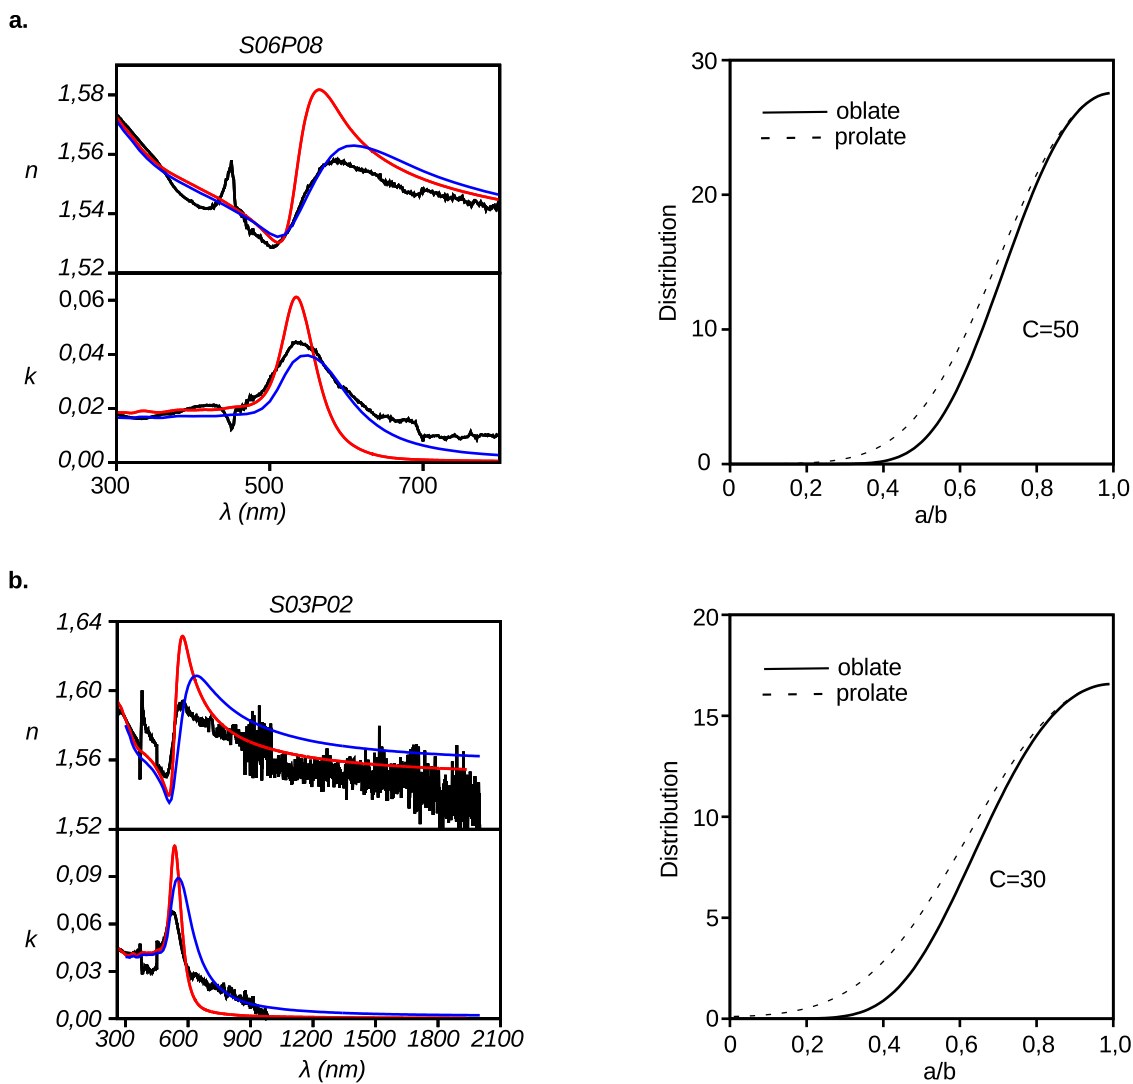 a.
S06P08
1,58
1,56
n
1,54
1,52
0,06
0,04
k
0,02
0,00
300 500 700
λ (nm)
30
oblate
prolate
20
Distribution
C=50
10
0
0 0,2 0,4 0,6 0,8 1,0
a/b
b.
S03P02
1,64
1,60
n
1,56
1,52
0,09
0,06
k
0,03
0,00
300 600 900 1200 1500 1800 2100
λ (nm)
20
oblate
prolate
15
Distribution
10
C=30
5
0
0 0,2 0,4 0,6 0,8 1,0
a/b